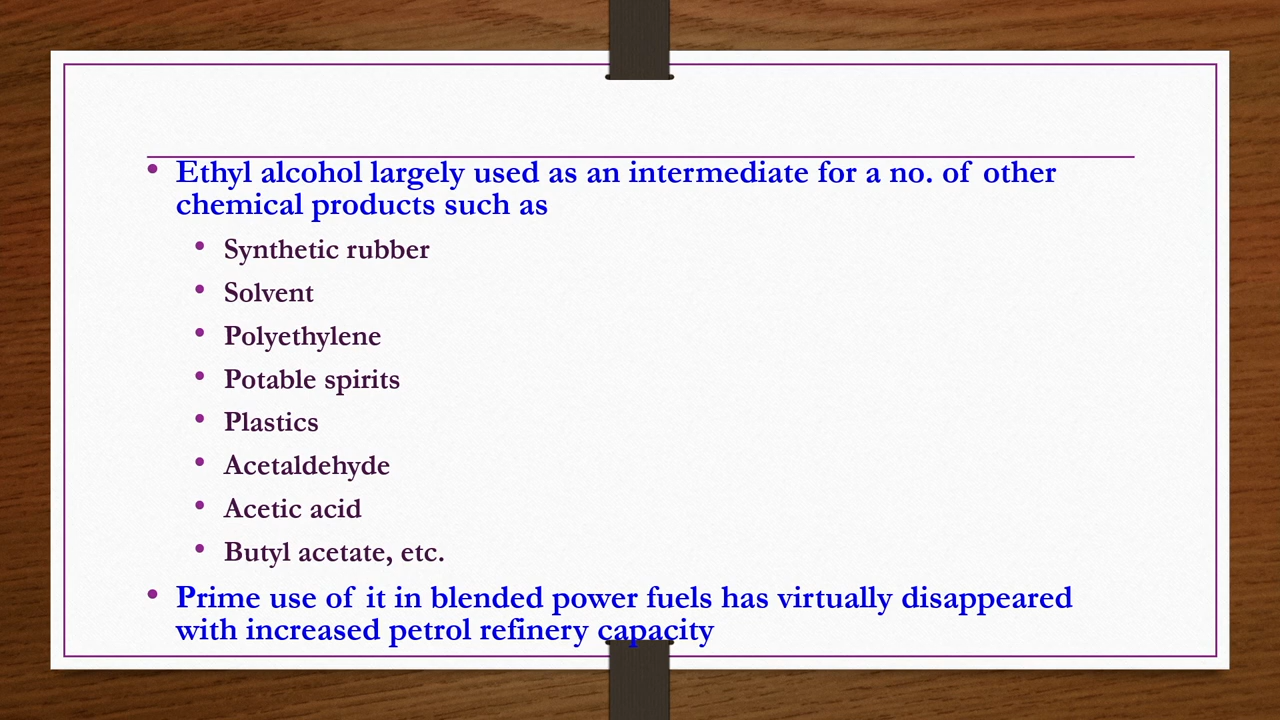 • Ethyl alcohol largely used as an intermediate for a no. of other
chemical products such as
• Synthetic rubber
• Solvent
• Polyethylene
• Potable spirits
• Plastics
• Acetaldehyde
• Acetic acid
• Butyl acetate, etc.
• Prime use of it in blended power fuels has virtually disappeared
with increased petrol refinery capacity